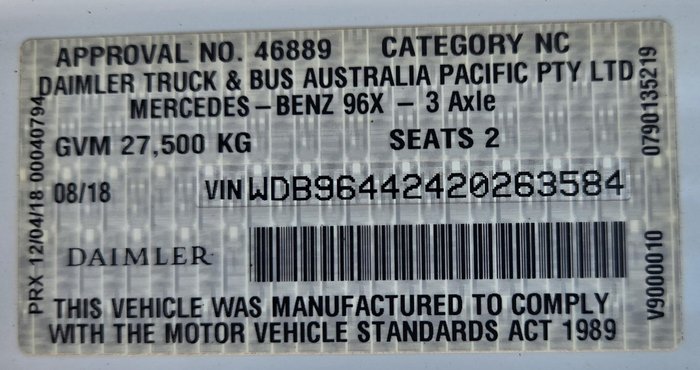 APPROVAL NO. 46889 CATEGORY NC
DAIMLER TRUCK & BUS AUSTRALIA PACIFIC PTY LTD
MERCEDES-BENZ 96X - 3 Axle
GVM 27,500 KG SEATS 2
08/18 VIN WDB96442420263584
DAIMLER
THIS VEHICLE WAS MANUFACTURED TO COMPLY
WITH THE MOTOR VEHICLE STANDARDS ACT 1989
PRX 12/04/18 00040794
V9000010 0790135219